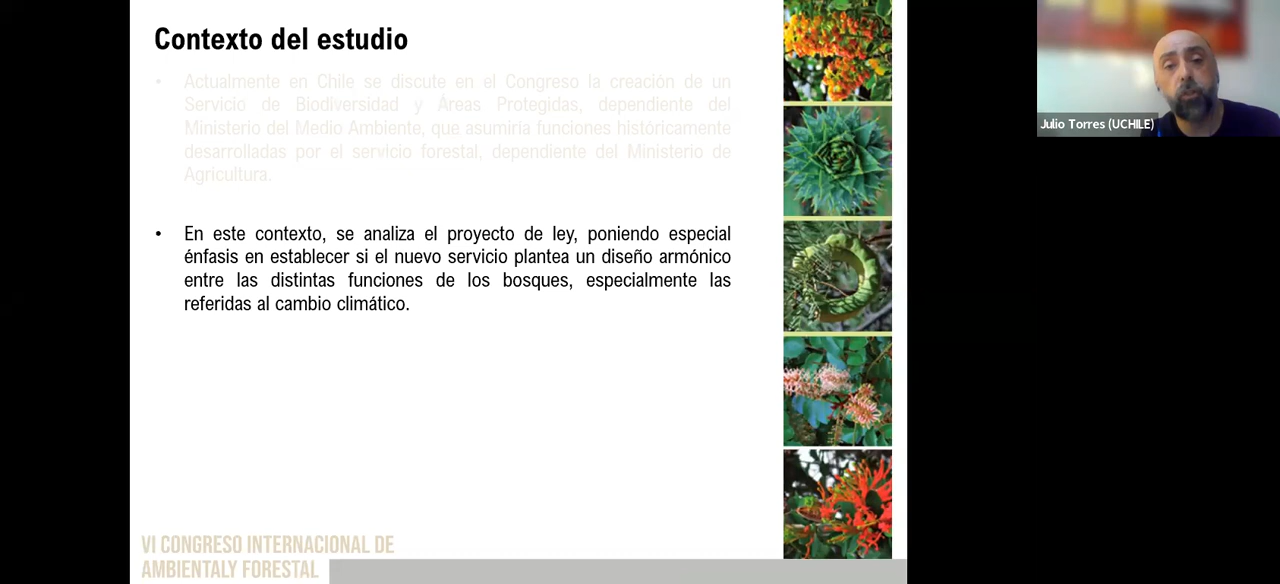 Contexto del estudio
• Actualmente en Chile se discute en el Congreso la creación de un
Servicio de Biodiversidad y Áreas Protegidas, dependiente del
Ministerio del Medio Ambiente, que asumiría funciones históricamente
desarrolladas por el servicio forestal, dependiente del Ministerio de
Agricultura.
• En este contexto, se analiza el proyecto de ley, poniendo especial
énfasis en establecer si el nuevo servicio plantea un diseño armónico
entre las distintas funciones de los bosques, especialmente las
referidas al cambio climático.
VI CONGRESO INTERNACIONAL DE
AMBIENTALY FORESTAL
Julio Torres (UCHILE)